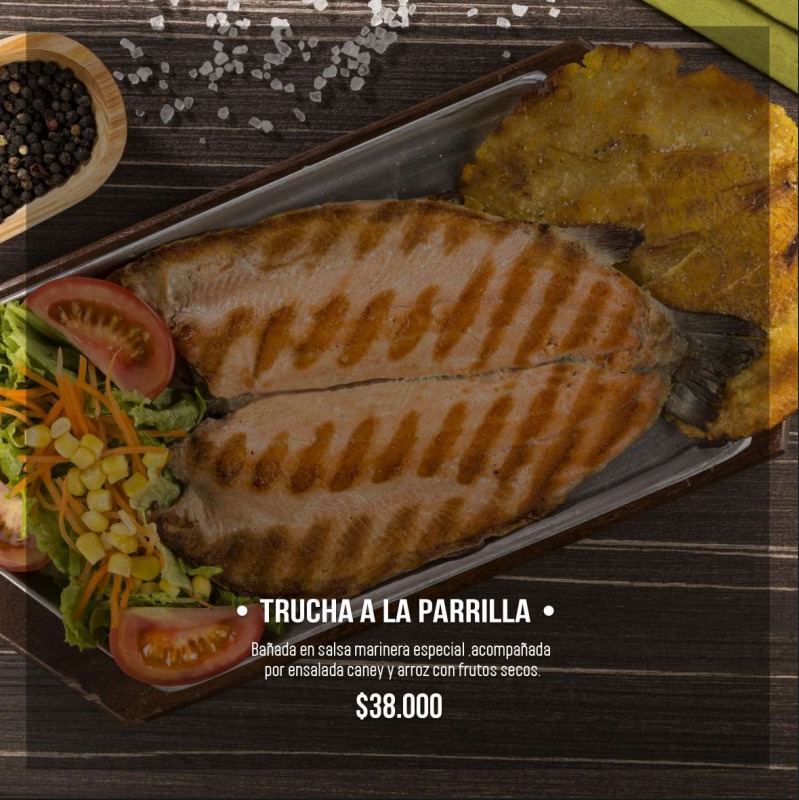 • TRUCHA A LA PARRILLA •
Bañada en salsa marinera especial .acompañada
por ensalada caney y arroz con frutos secos.
$38.000